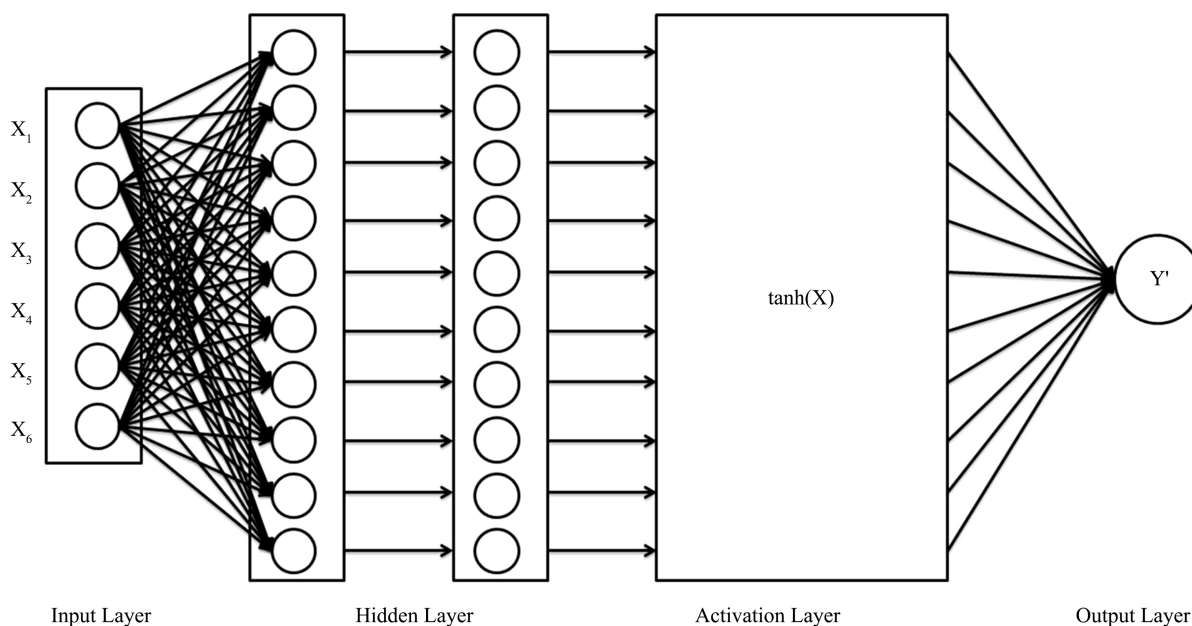 X1
X2
X3
X4
X5
X6
tanh(X)
Y'
Input Layer
Hidden Layer
Activation Layer
Output Layer